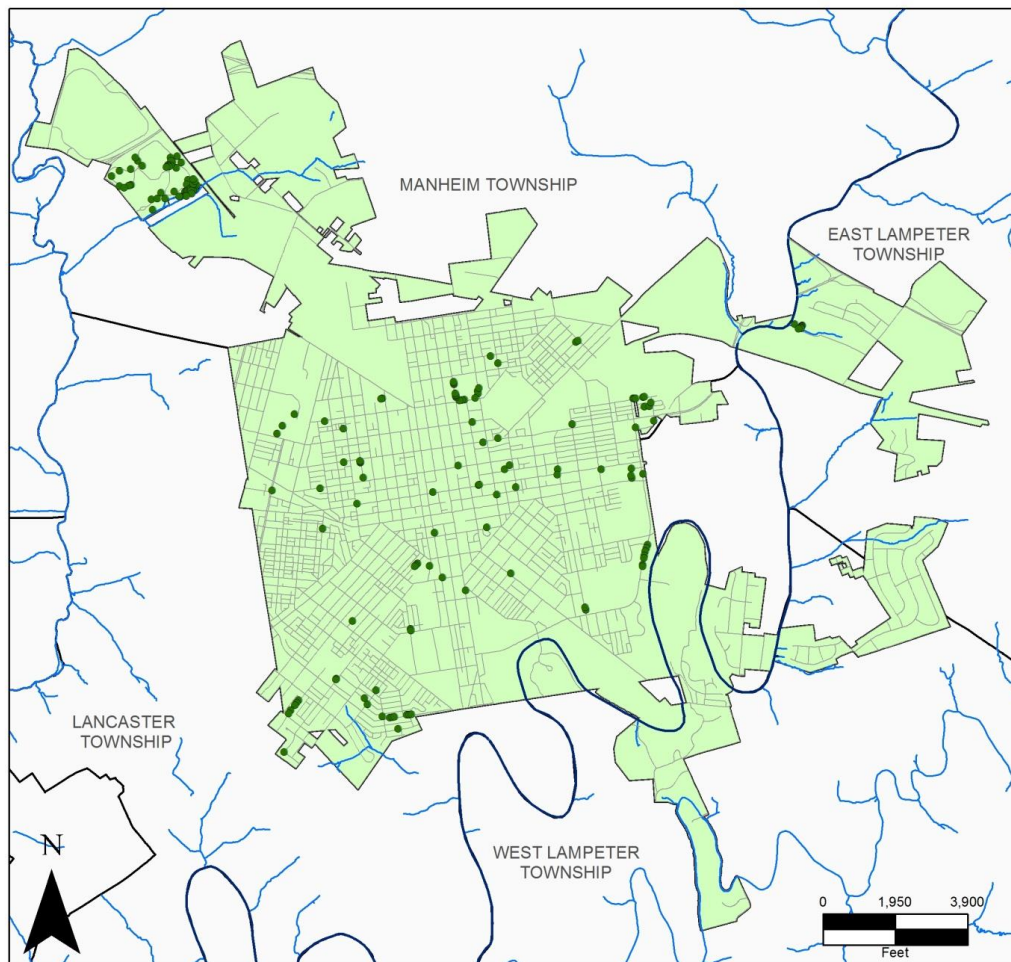 MANHEIM TOWNSHIP
EAST LAMPETER
TOWNSHIP
LANCASTER
TOWNSHIP
WEST LAMPETER
TOWNSHIP
N
0 1,950 3,900
Feet